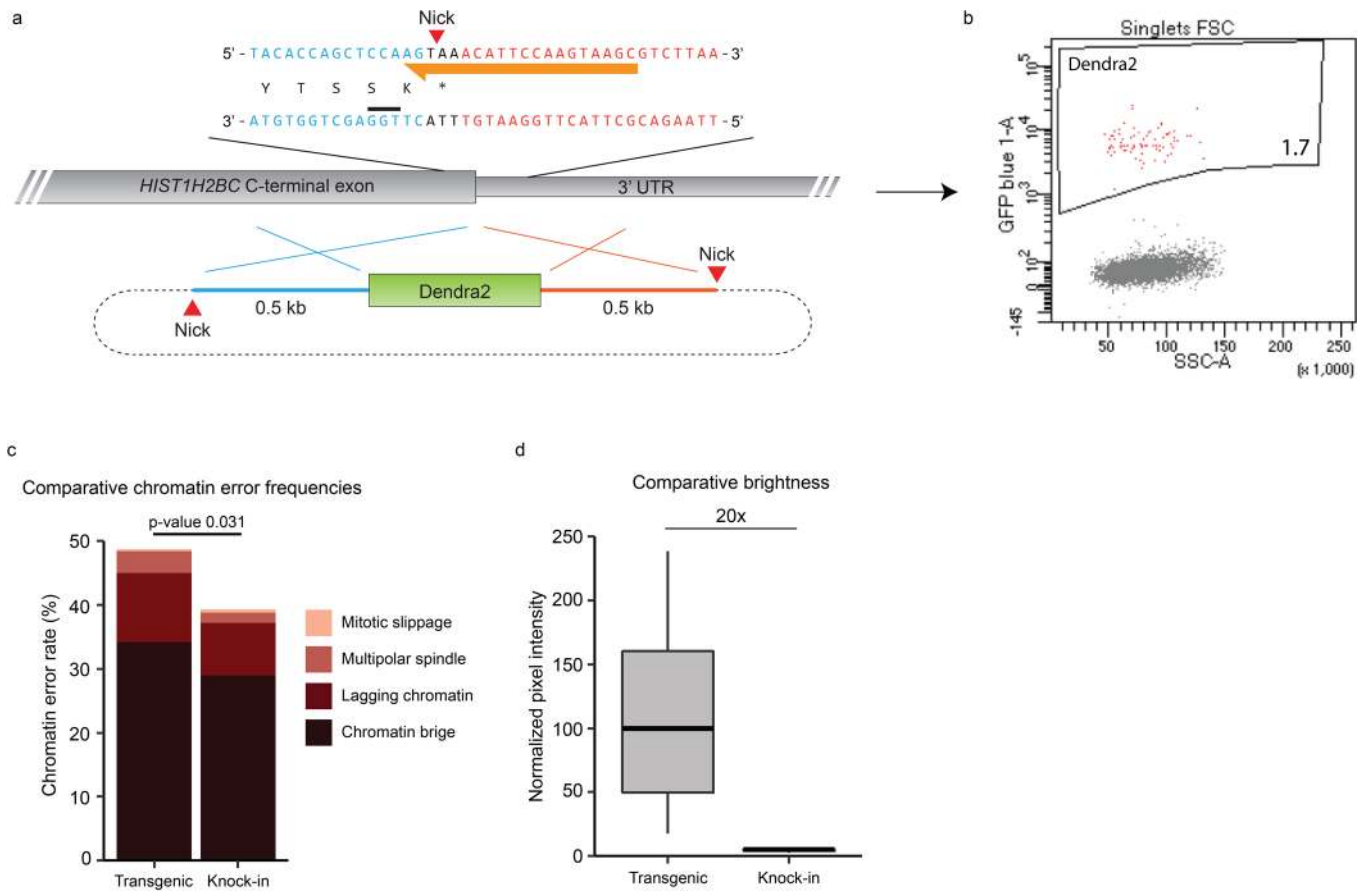 a
Nick
5' - TACACCAGCTCCAAGTAAACATTCCAAGTAAGCGTCTTAA -3'
Y T S S K *
3' - ATGTGGTCGAGGTTCATTTGTAAGGTTCATTCGCAGAATT - 5'
HIST1H2BC C-terminal exon
3' UTR
Nick
Dendra2
0.5 kb
0.5 kb
Nick
b
Singlets FSC
Dendra2
1.7
GFP blue 1-A
10^5
10^4
10^3
10^2
0
-145
50 100 150 200 250
SSC-A
(x 1,000)
c
Comparative chromatin error frequencies
p-value 0.031
Chromatin error rate (%)
50
40
30
20
10
0
Transgenic Knock-in
Mitotic slippage
Multipolar spindle
Lagging chromatin
Chromatin brige
d
Comparative brightness
20x
Normalized pixel intensity
250
200
150
100
50
0
Transgenic Knock-in